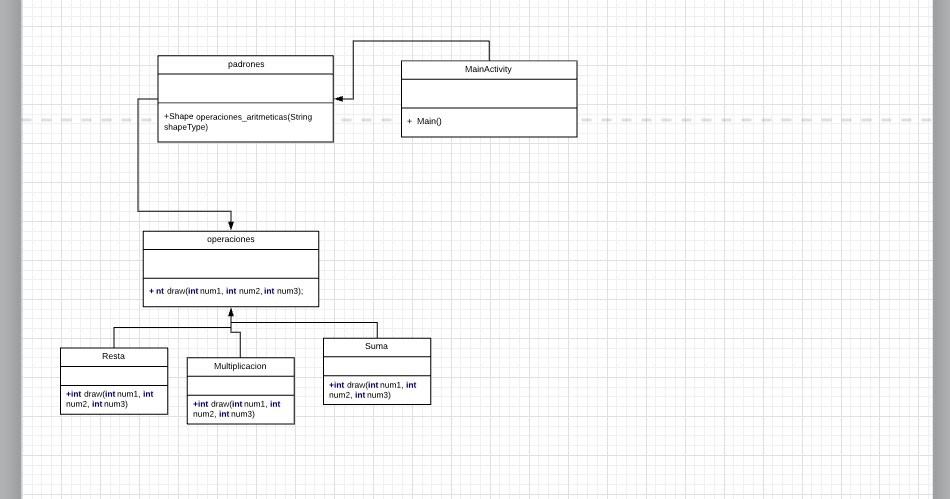 padrones
+Shape operaciones_aritmeticas(String
shapeType)
MainActivity
+ Main()
operaciones
+ nt draw(int num1, int num2, int num3);
Resta
+int draw(int num1, int
num2, int num3)
Multiplicacion
+int draw(int num1, int
num2, int num3)
Suma
+int draw(int num1, int
num2, int num3)